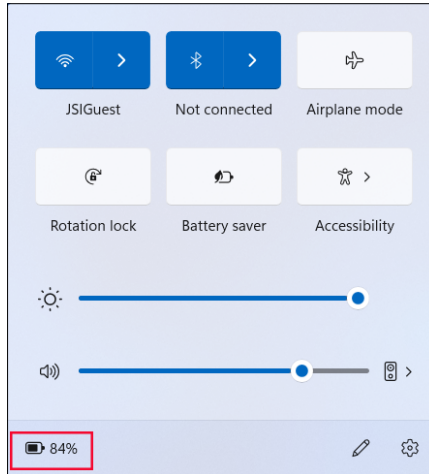 JSIGuest
Not connected
Airplane mode
Rotation lock
Battery saver
Accessibility
84%